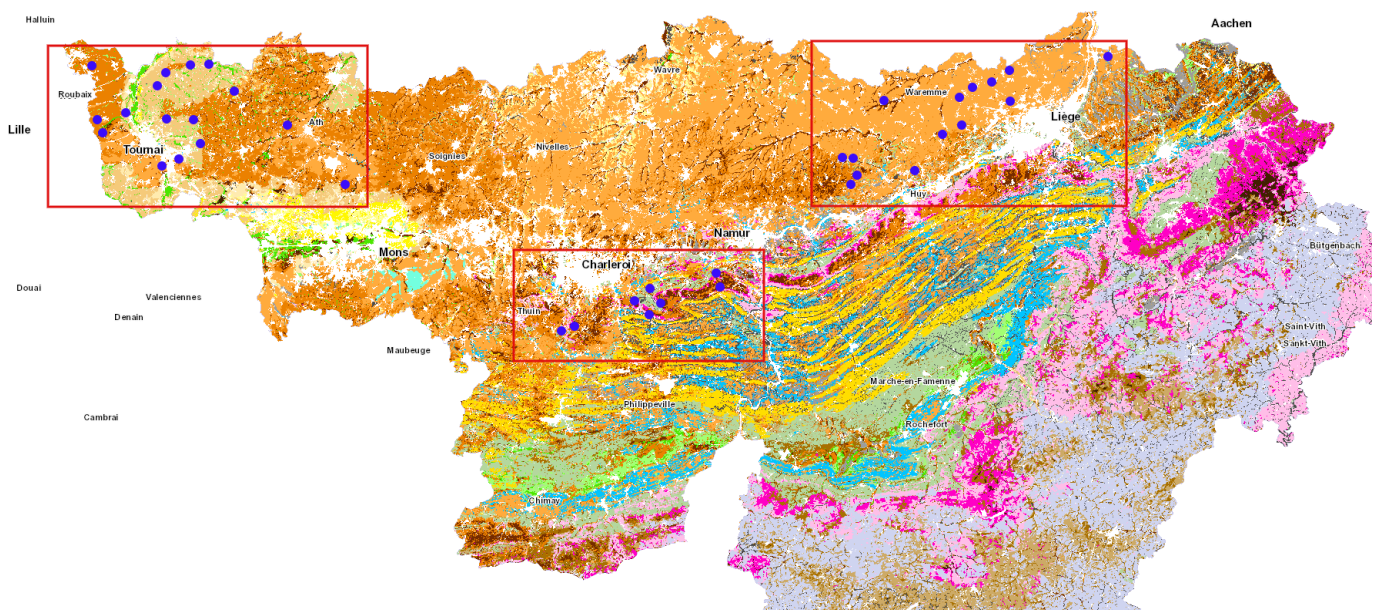 Halluin
Aachen
Wavre
Roubaix
Waremme
Lille
Ath
Liège
Tournai
Soignies
Nivelles
Huy
Namur
Mons
Charleroi
Bütgenbach
Douai
Valenciennes
Thuin
Denain
Saint-Vith
Sankt-Vith
Maubeuge
Marche-en-Famenne
Philippeville
Cambrai
Rochefort
Chimay